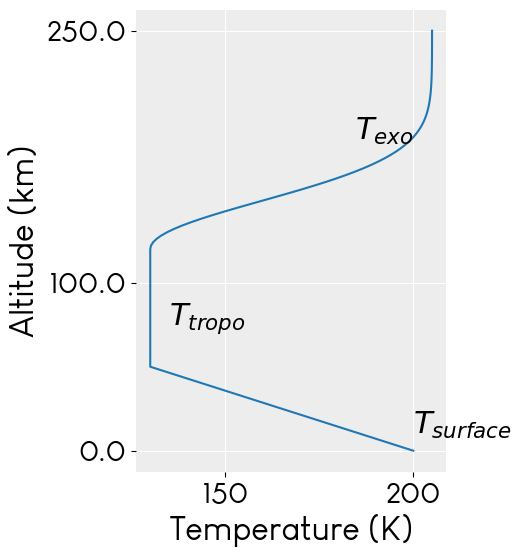 250.0
T_exo
100.0
T_tropo
T_surface
0.0
150 200
Temperature (K)
Altitude (km)